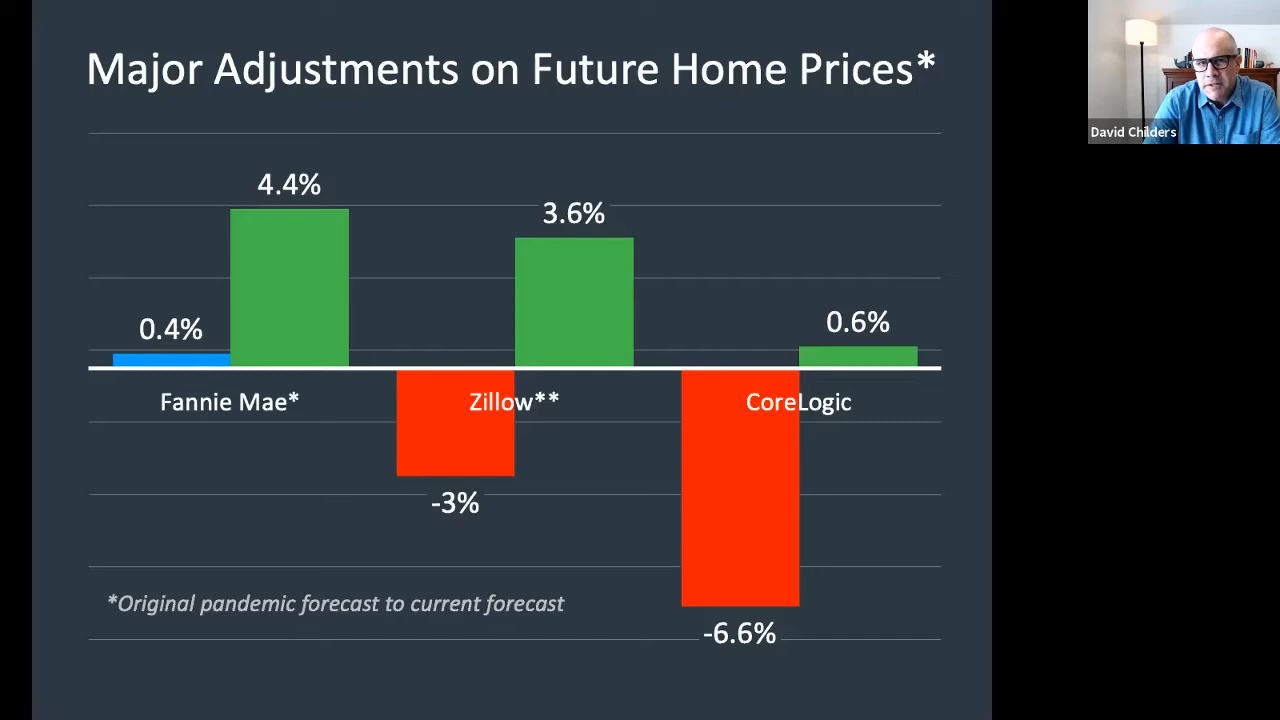 Major Adjustments on Future Home Prices*
David Childers
4.4%
3.6%
0.4%
0.6%
Fannie Mae*
Zillow**
CoreLogic
-3%
*Original pandemic forecast to current forecast
-6.6%